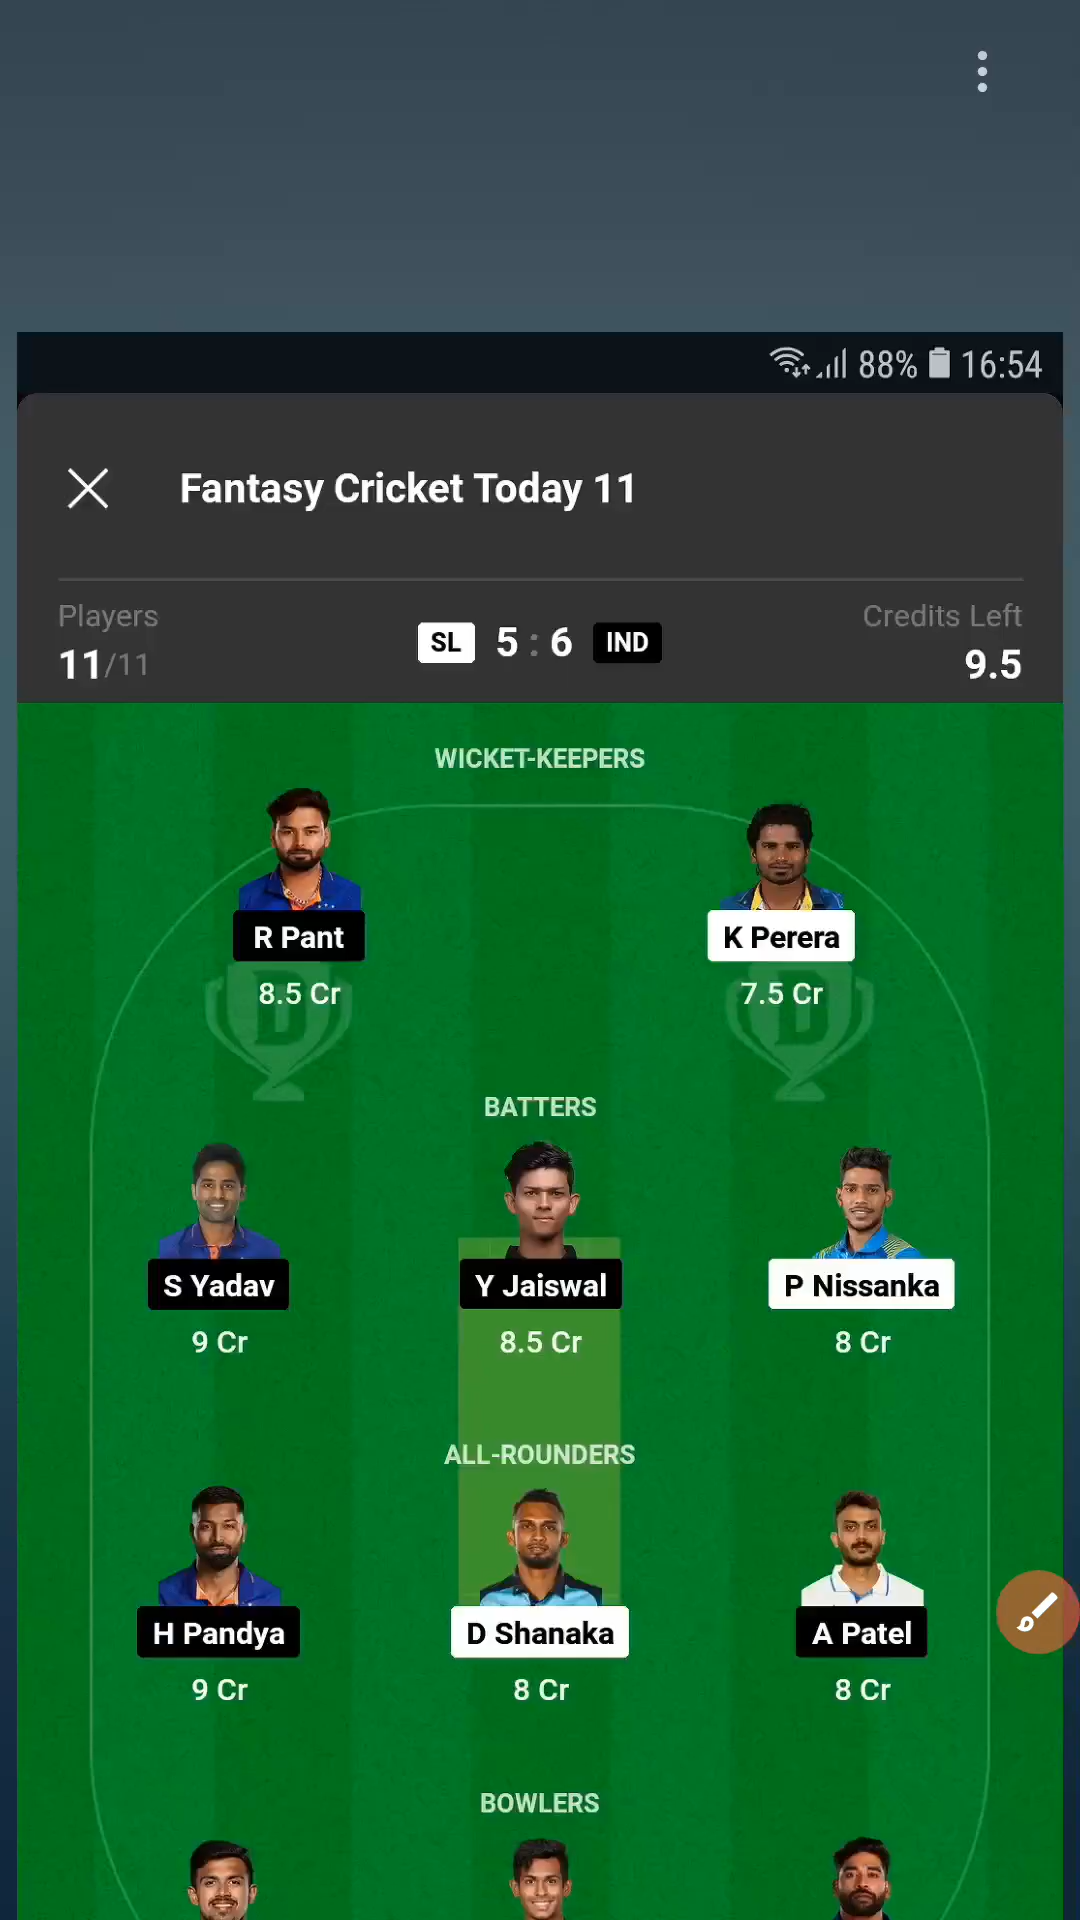 88% 16:54
Fantasy Cricket Today 11
Players
Credits Left
11/11
SL 5 : 6 IND
9.5
WICKET-KEEPERS
R Pant
K Perera
8.5 Cr
7.5 Cr
D
D
BATTERS
S Yadav
Y Jaiswal
P Nissanka
9 Cr
8.5 Cr
8 Cr
ALL-ROUNDERS
H Pandya
D Shanaka
A Patel
9 Cr
8 Cr
8 Cr
BOWLERS